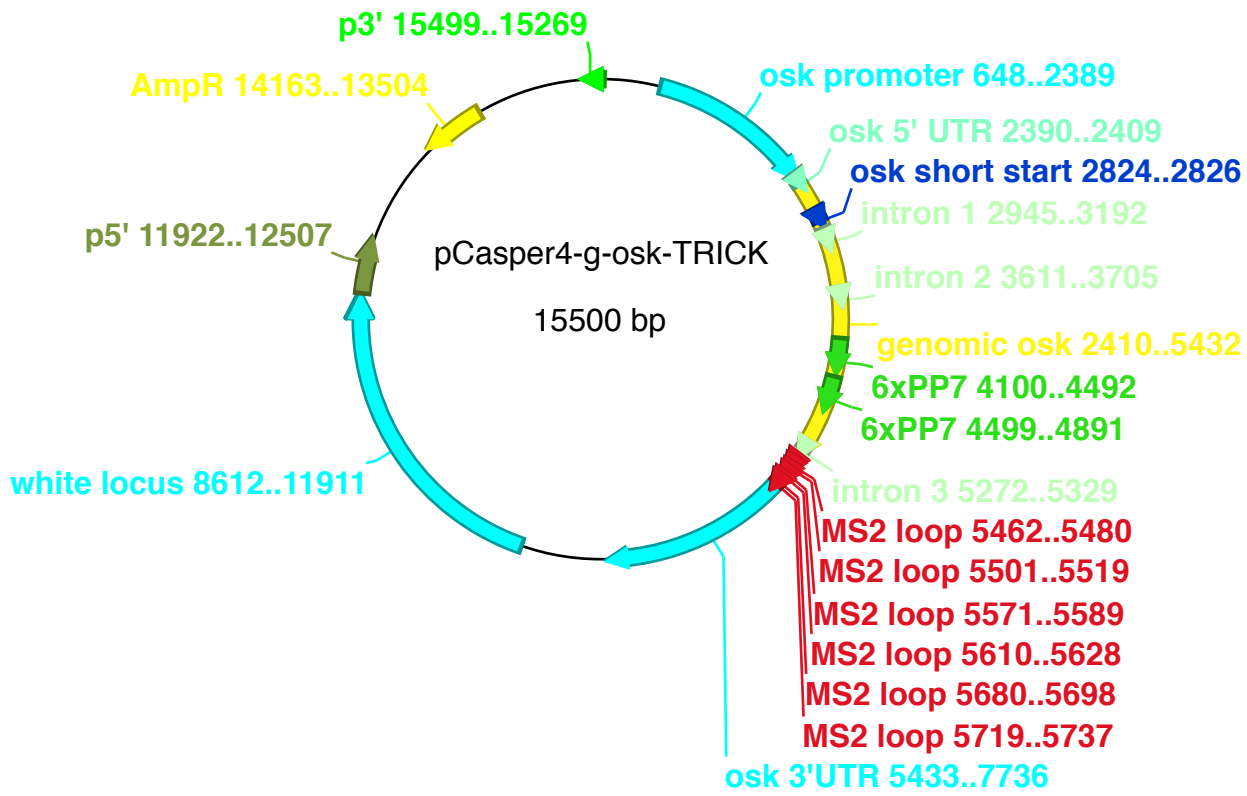 p3' 15499..15269
AmpR 14163..13504
osk promoter 648..2389
osk 5' UTR 2390..2409
osk short start 2824..2826
intron 1 2945..3192
p5' 11922..12507
pCasper4-g-osk-TRICK
intron 2 3611..3705
15500 bp
genomic osk 2410..5432
6xPP7 4100..4492
6xPP7 4499..4891
white locus 8612..11911
intron 3 5272..5329
MS2 loop 5462..5480
MS2 loop 5501..5519
MS2 loop 5571..5589
MS2 loop 5610..5628
MS2 loop 5680..5698
MS2 loop 5719..5737
osk 3'UTR 5433..7736